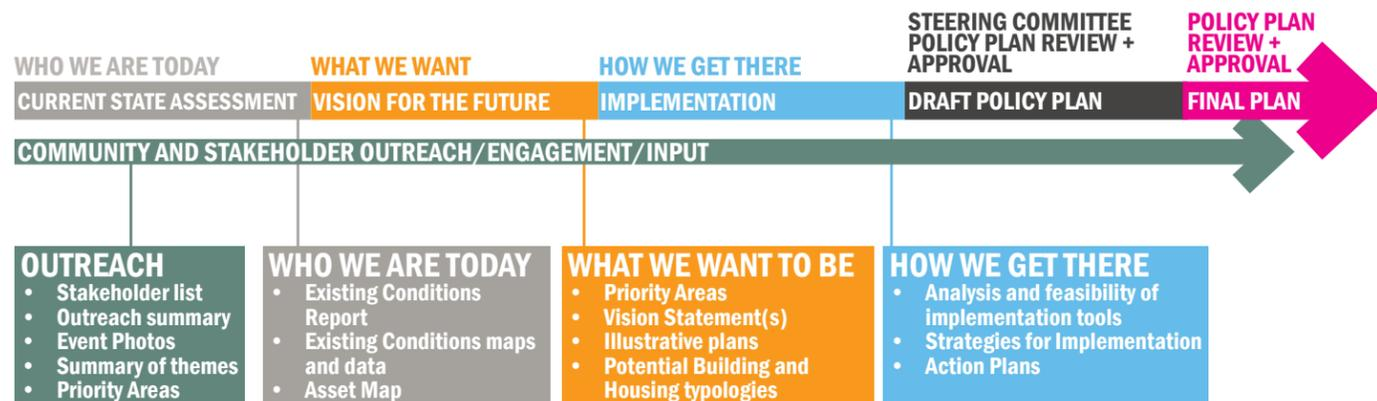 WHO WE ARE TODAY
WHAT WE WANT
HOW WE GET THERE
STEERING COMMITTEE
POLICY PLAN REVIEW +
APPROVAL
POLICY PLAN
REVIEW +
APPROVAL
CURRENT STATE ASSESSMENT
VISION FOR THE FUTURE
IMPLEMENTATION
DRAFT POLICY PLAN
FINAL PLAN
COMMUNITY AND STAKEHOLDER OUTREACH/ENGAGEMENT/INPUT
OUTREACH
• Stakeholder list
• Outreach summary
• Event Photos
• Summary of themes
• Priority Areas
WHO WE ARE TODAY
• Existing Conditions
Report
• Existing Conditions maps
and data
• Asset Map
WHAT WE WANT TO BE
• Priority Areas
• Vision Statement(s)
• Illustrative plans
• Potential Building and
Housing typologies
HOW WE GET THERE
• Analysis and feasibility of
implementation tools
• Strategies for Implementation
• Action Plans